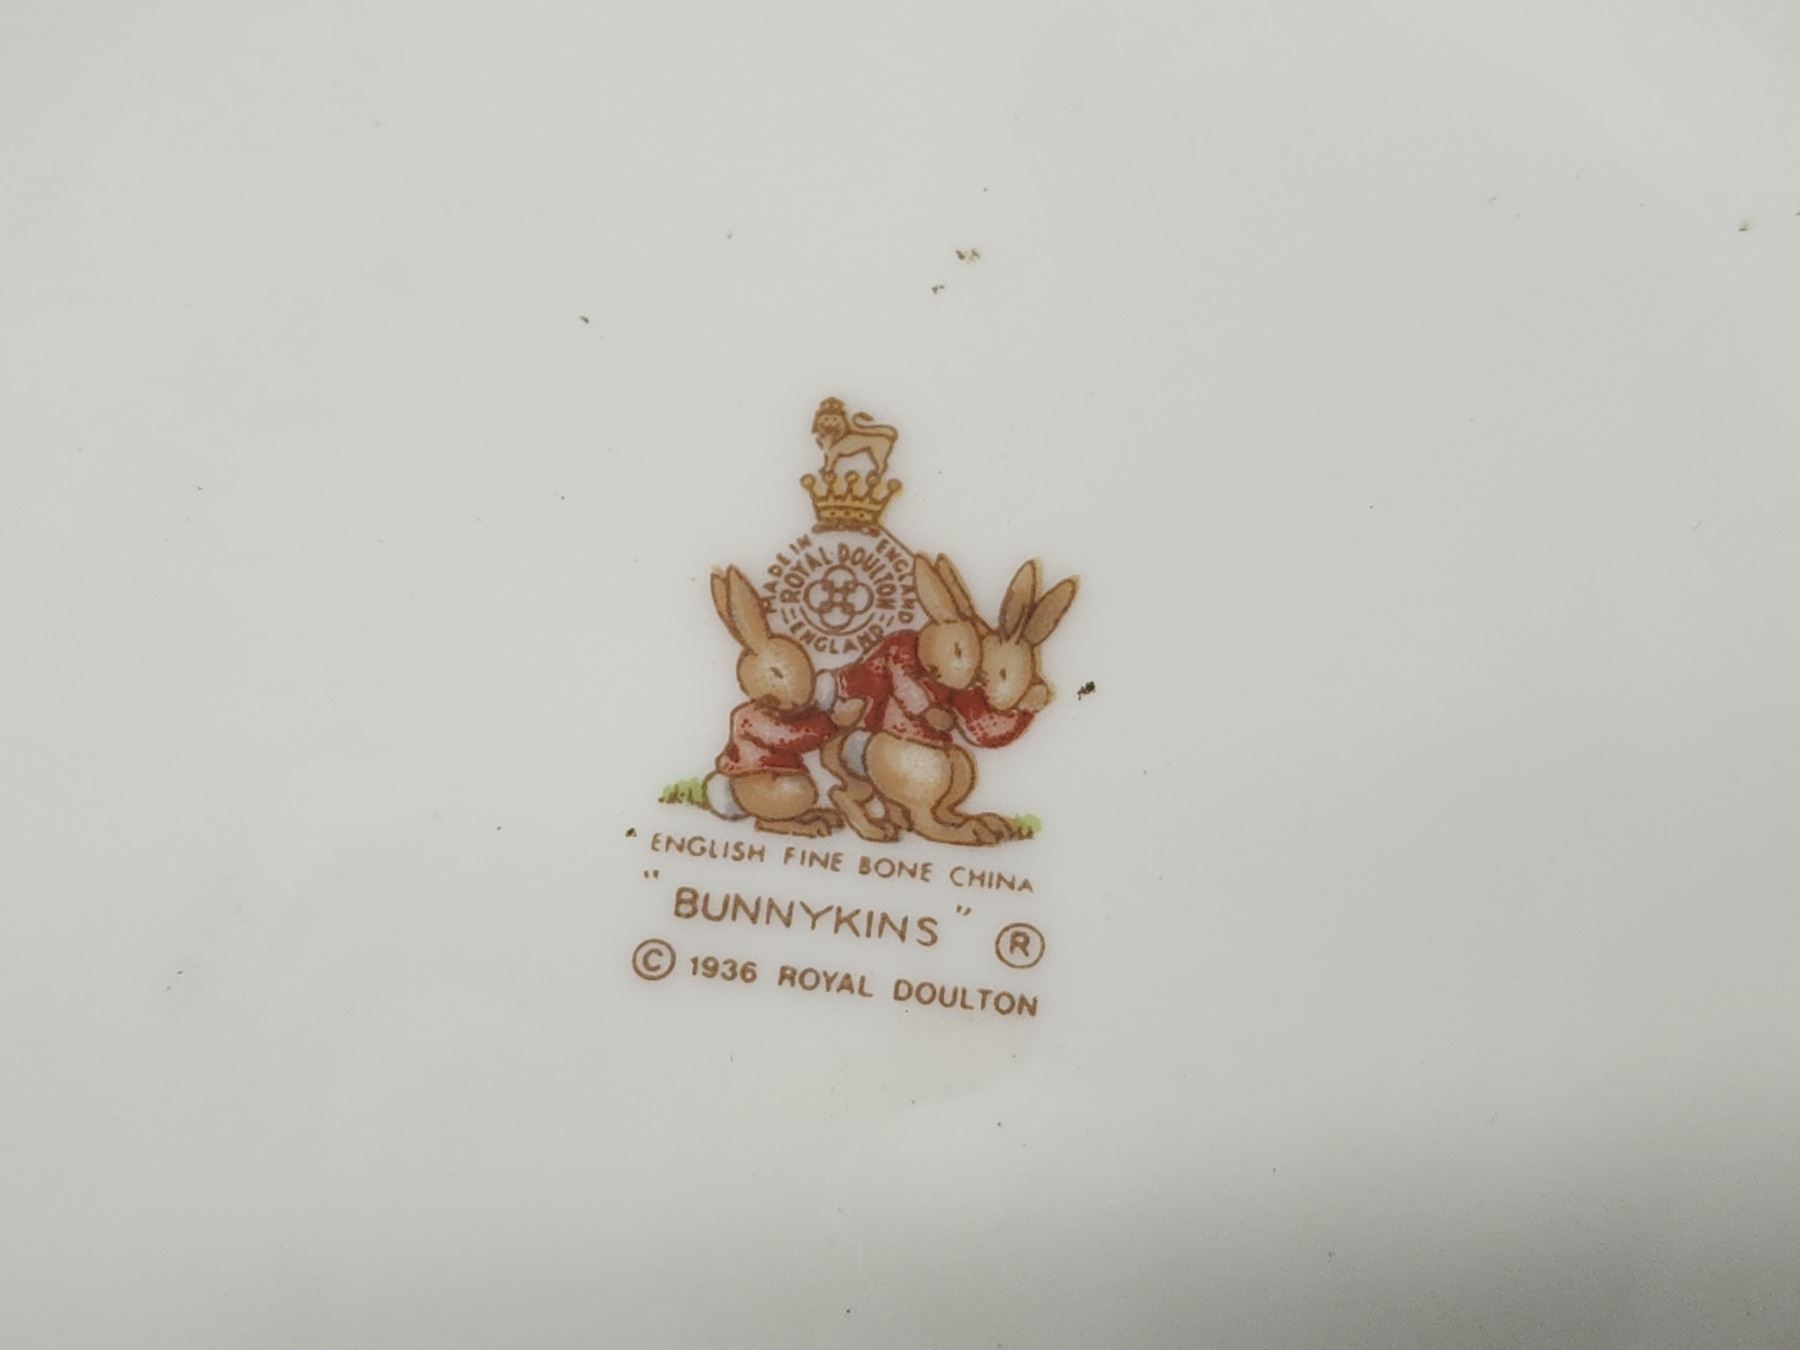 MADE IN ENGLAND
ROYAL DOULTON
ENGLAND
ENGLISH FINE BONE CHINA
"BUNNYKINS" ®
© 1936 ROYAL DOULTON